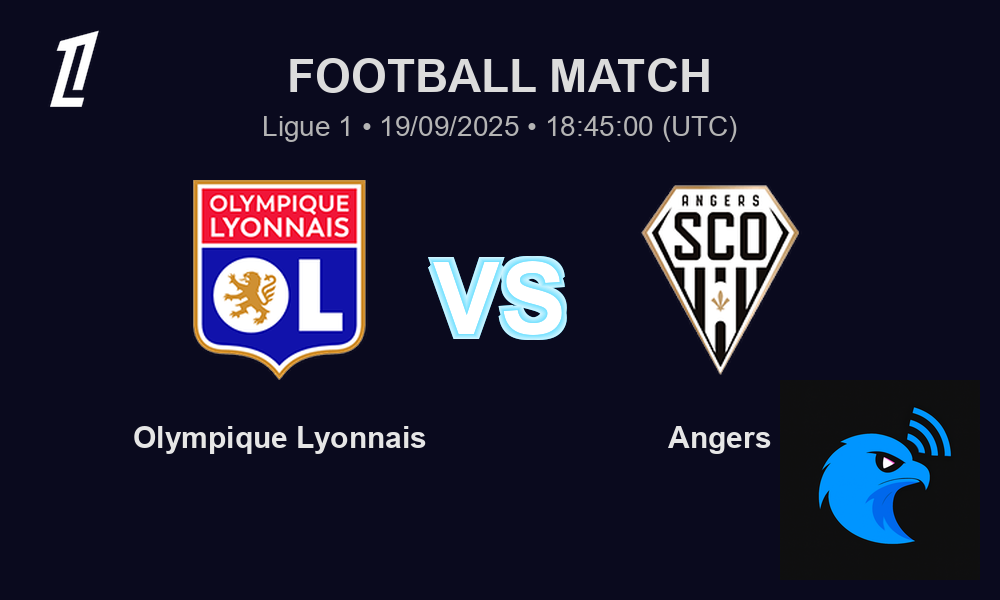 FOOTBALL MATCH
Ligue 1 • 19/09/2025 • 18:45:00 (UTC)
OLYMPIQUE
LYONNAIS
OL
VS
ANGERS
SCO
Olympique Lyonnais
Angers